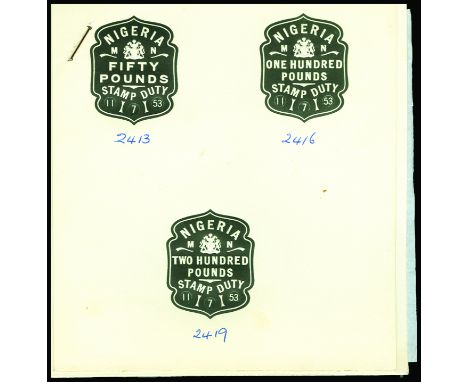 NIGERIA
M N
FIFTY
POUNDS
STAMP DUTY
11 I 7 I 53
2413
NIGERIA
M N
ONE HUNDRED
POUNDS
STAMP DUTY
11 I 7 I 53
2416
NIGERIA
M N
TWO HUNDRED
POUNDS
STAMP DUTY
11 I 7 I 53
2419